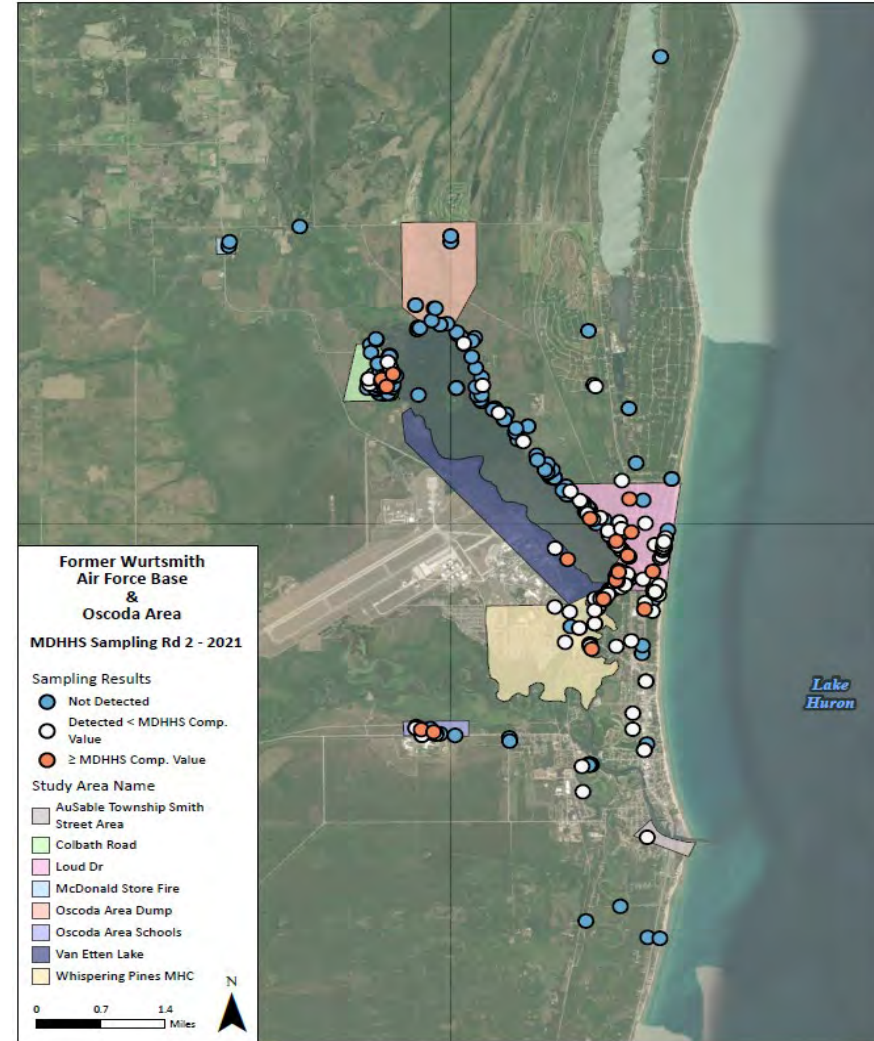 Former Wurtsmith
Air Force Base
&
Oscoda Area
MDHHS Sampling Rd 2 - 2021
Sampling Results
Not Detected
Detected < MDHHS Comp.
Value
≥ MDHHS Comp. Value
Study Area Name
AuSable Township Smith
Street Area
Colbath Road
Loud Dr
McDonald Store Fire
Oscoda Area Dump
Oscoda Area Schools
Van Etten Lake
Whispering Pines MHC
N
0 0.7 1.4
Miles
Lake
Huron